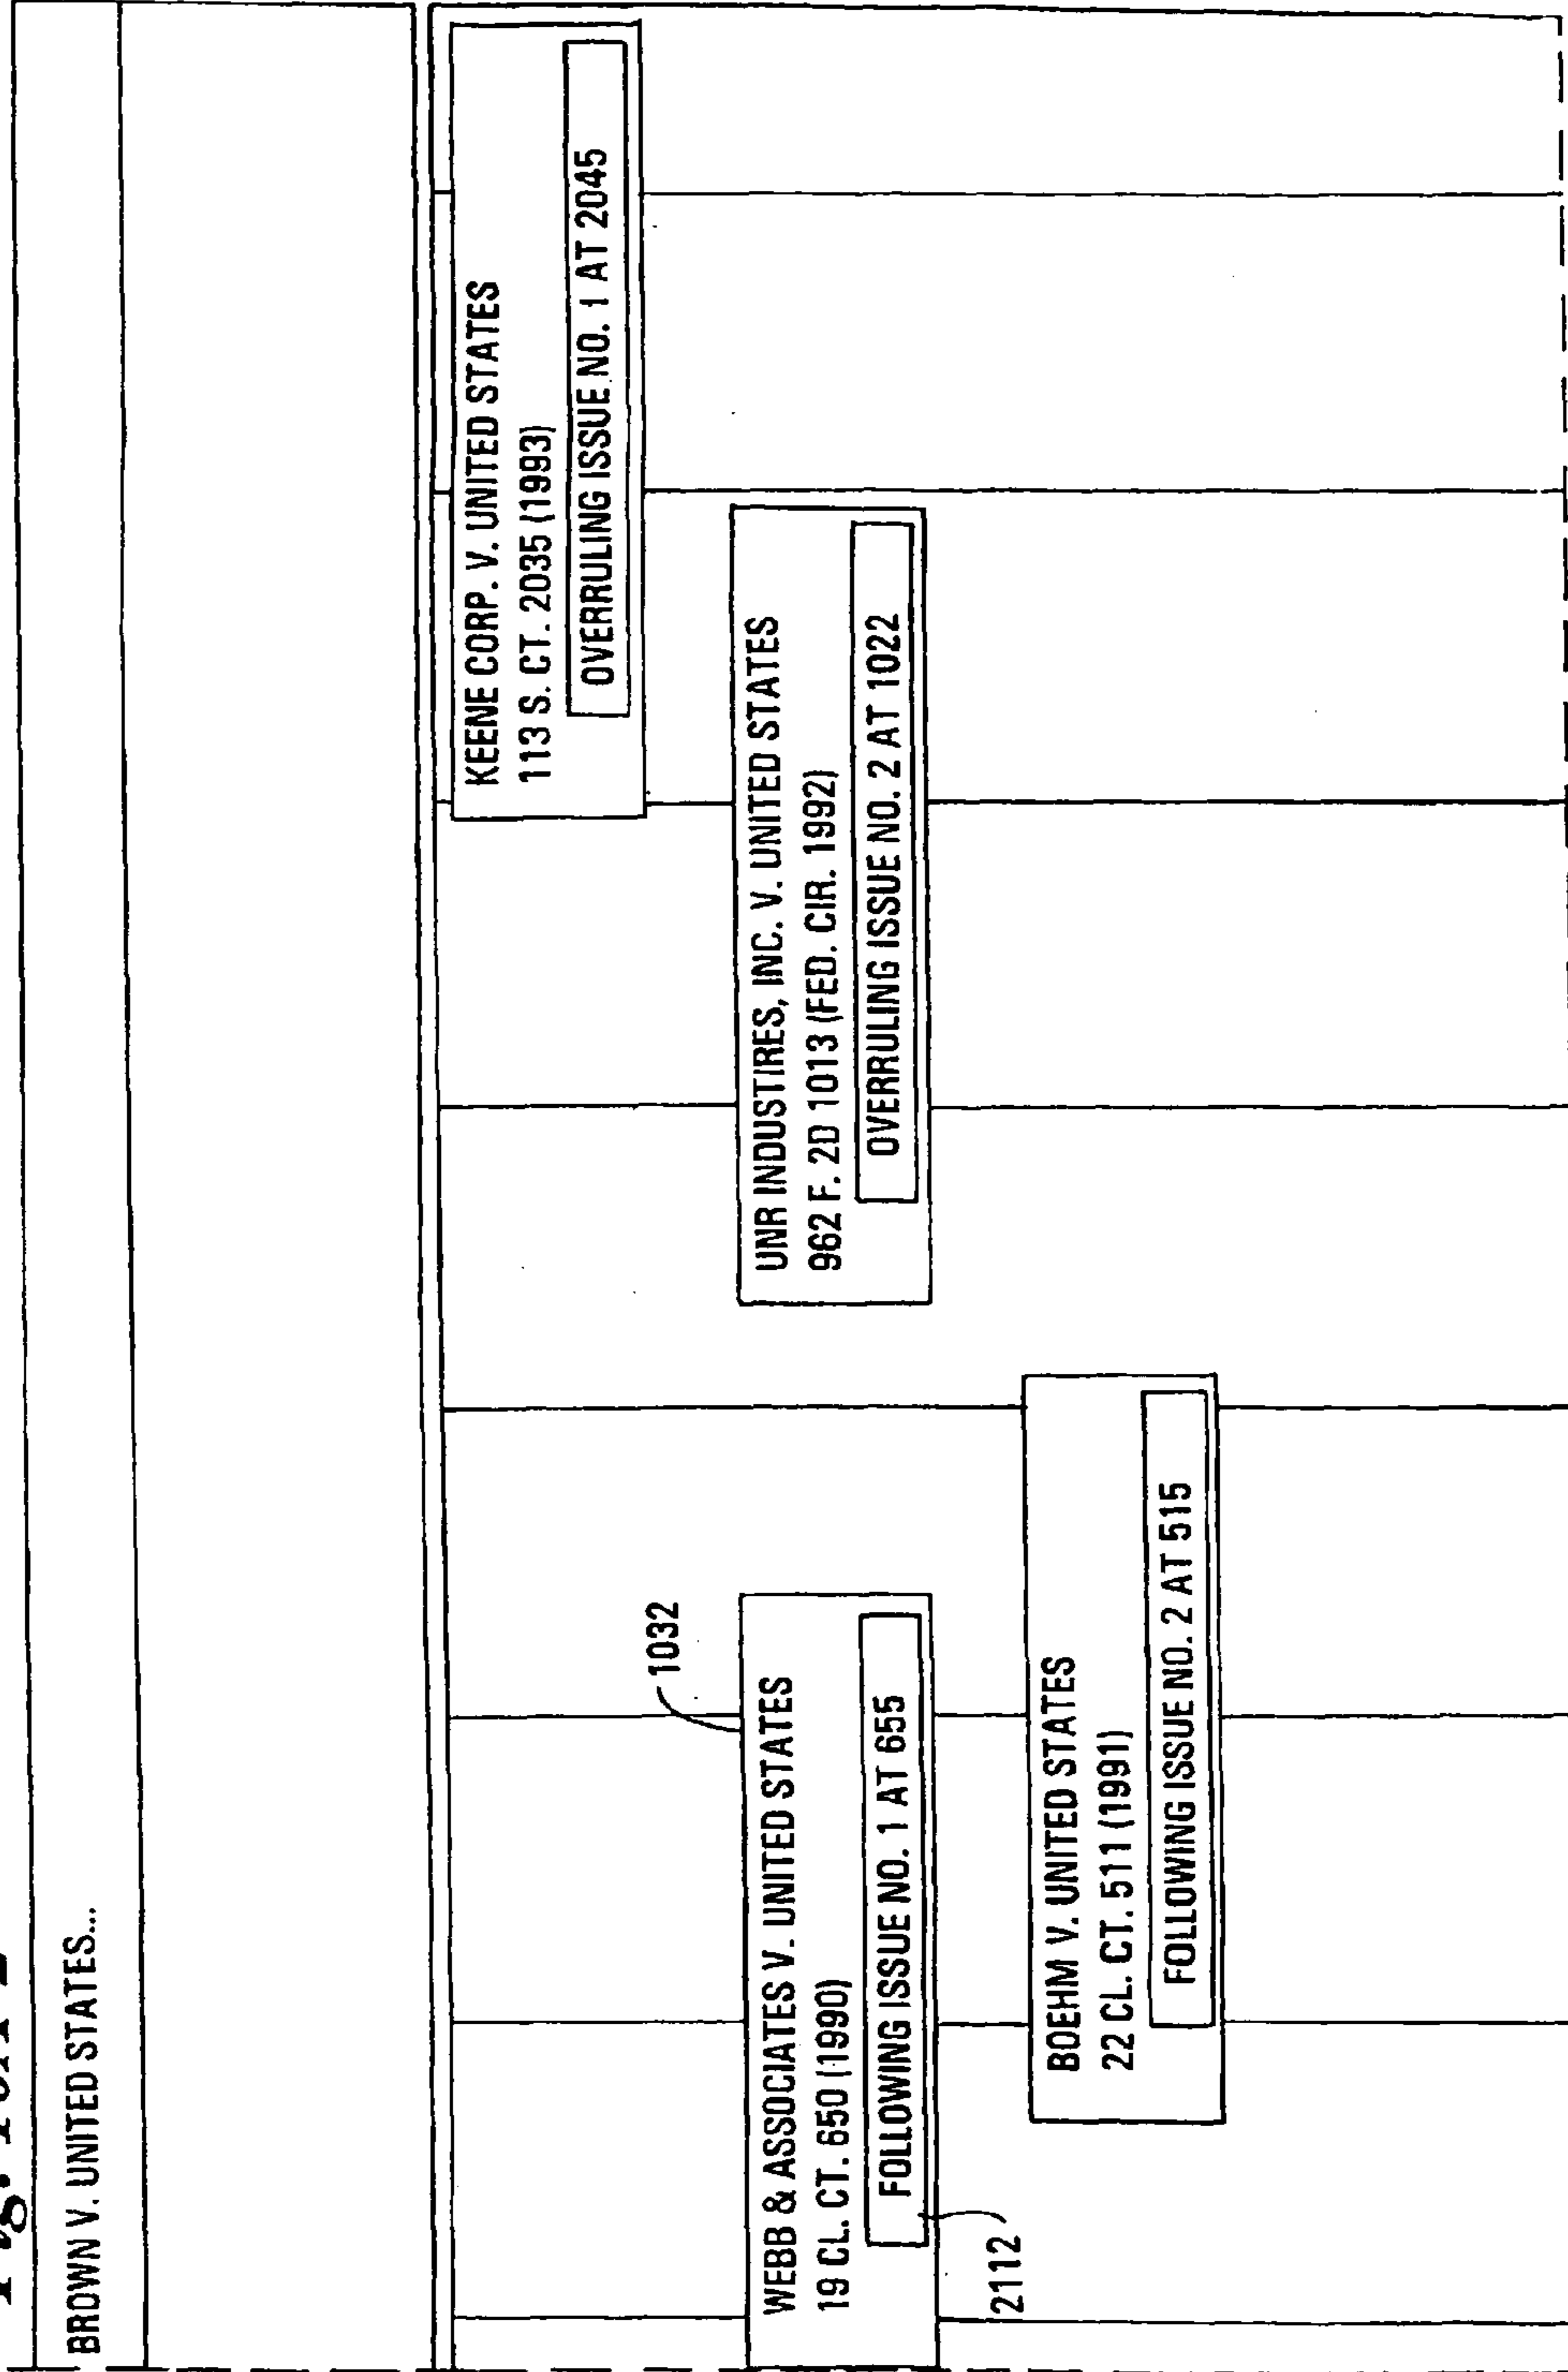 BROWN V. UNITED STATES...
KEENE CORP. V. UNITED STATES
113 S. CT. 2035 (1993)
OVERRULING ISSUE NO. 1 AT 2045
1032
WEBB & ASSOCIATES V. UNITED STATES
19 CL. CT. 650 (1990)
FOLLOWING ISSUE NO. 1 AT 655
2112
UNR INDUSTIRES, INC. V. UNITED STATES
962 F. 2D 1013 (FED. CIR. 1992)
OVERRULING ISSUE NO. 2 AT 1022
BOEHM V. UNITED STATES
22 CL. CT. 511 (1991)
FOLLOWING ISSUE NO. 2 AT 515